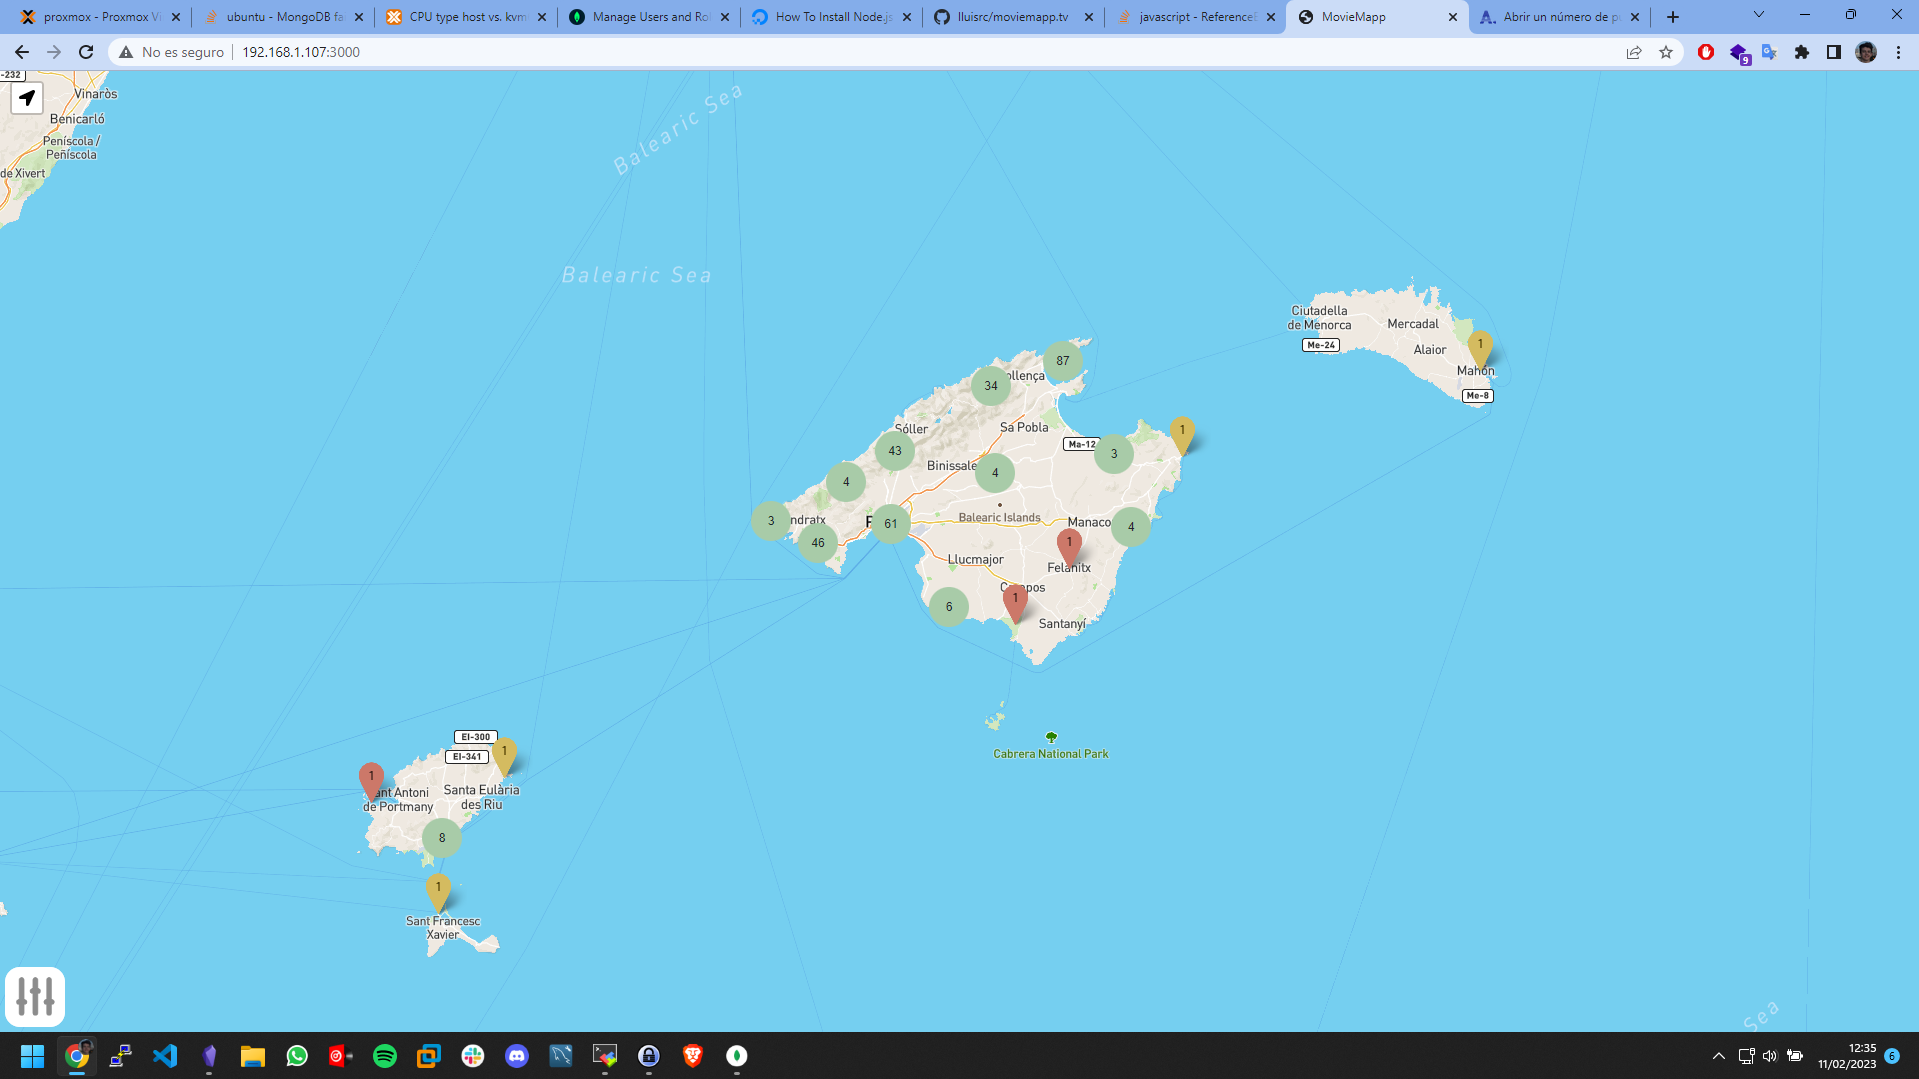 proxmox - Proxmox Vi
ubuntu - MongoDB fa
CPU type host vs. kvm
Manage Users and Ro
How To Install Node.js
lluisrc/moviemapp.tv
javascript - Reference
MovieMapp
Abrir un número de p
No es seguro
192.168.1.107:3000
9
-232
Vinaròs
Benicarló
Peníscola /
Peñíscola
de Xivert
Balearic Sea
Balearic Sea
Ciutadella
de Menorca
Mercadal
Me-24
Alaior
1
Mahón
Me-8
87
ollença
34
Sóller
Sa Pobla
1
Ma-12
3
43
Binissale
4
4
3
ndratx
P
61
Balearic Islands
Manaco
4
46
1
Llucmajor
Felanitx
Campos
1
6
Santanyí
Cabrera National Park
EI-300
EI-341
1
1
Santa Eulària
des Riu
ant Antoni
de Portmany
8
1
Sant Francesc
Xavier
Sea
12:35
11/02/2023
6